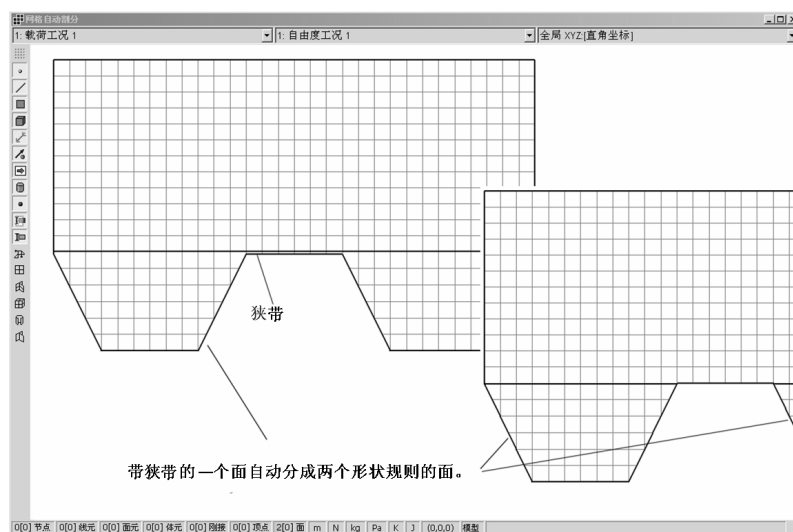 网格自动剖分
1: 载荷工况 1
1: 自由度工况 1
全局 XYZ:[直角坐标]
狭带
带狭带的一个面自动分成两个形状规则的面。
0[0] 节点 0[0] 线元 0[0] 面元 0[0] 体元 0[0] 刚接 0[0] 顶点 2[0] 面 m N kg Pa K J (0,0,0) 模型